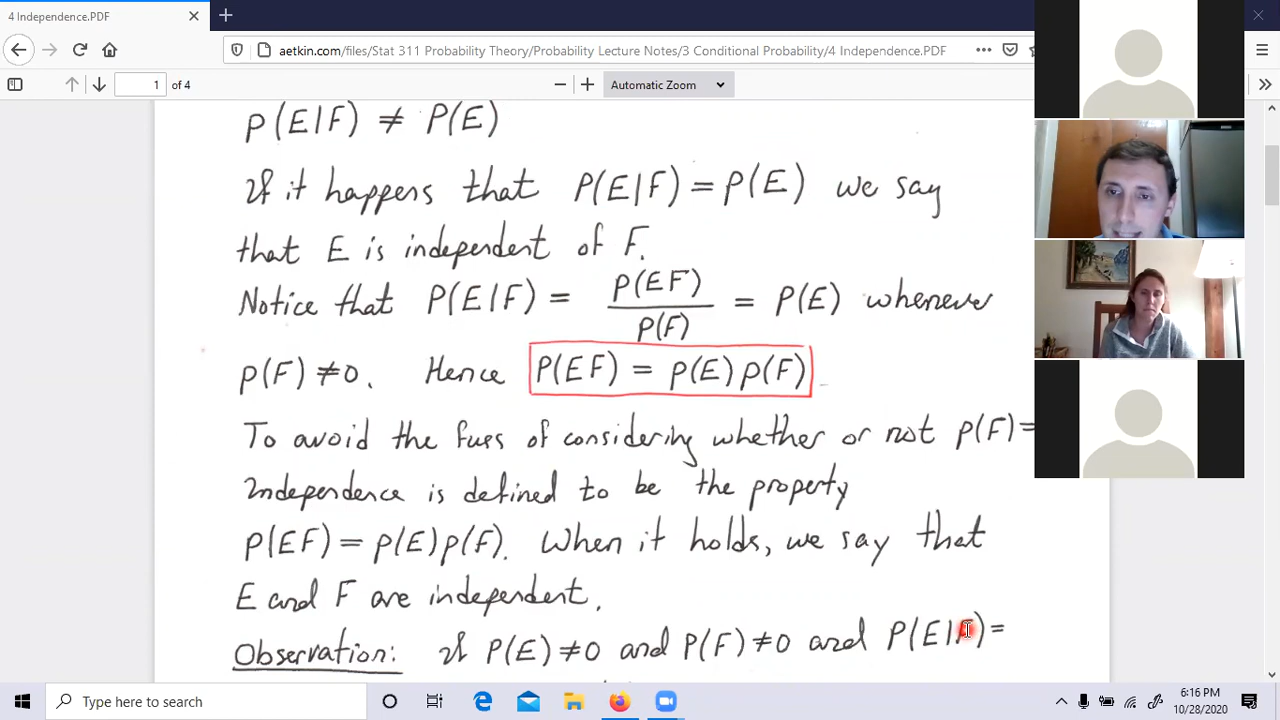 4 Independence.PDF
aetkin.com/files/Stat 311 Probability Theory/Probability Lecture Notes/3 Conditional Probability/4 Independence.PDF
1 of 4
Automatic Zoom
P(E|F) ≠ P(E)
If it happens that P(E|F) = P(E) we say
that E is independent of F.
Notice that P(E|F) = P(EF) / P(F) = P(E) whenever
P(F) ≠ 0. Hence P(EF) = P(E) P(F)
To avoid the fuss of considering whether or not P(F) =
Independence is defined to be the property
P(EF) = P(E) P(F). When it holds, we say that
E and F are independent.
Observation: If P(E) ≠ 0 and P(F) ≠ 0 and P(E|F) =
Type here to search
6:16 PM
10/28/2020